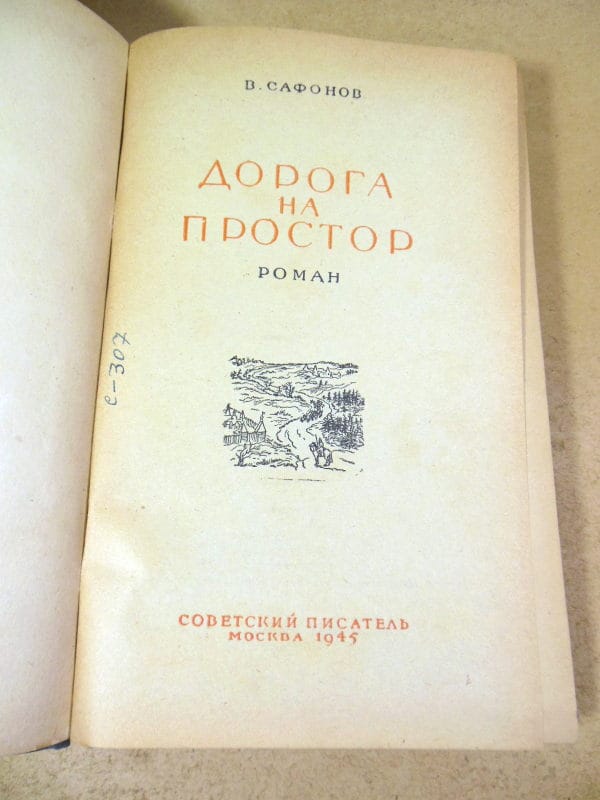 В. САФОНОВ
ДОРОГА
НА
ПРОСТОР
РОМАН
с-307
СОВЕТСКИЙ ПИСАТЕЛЬ
МОСКВА 1945